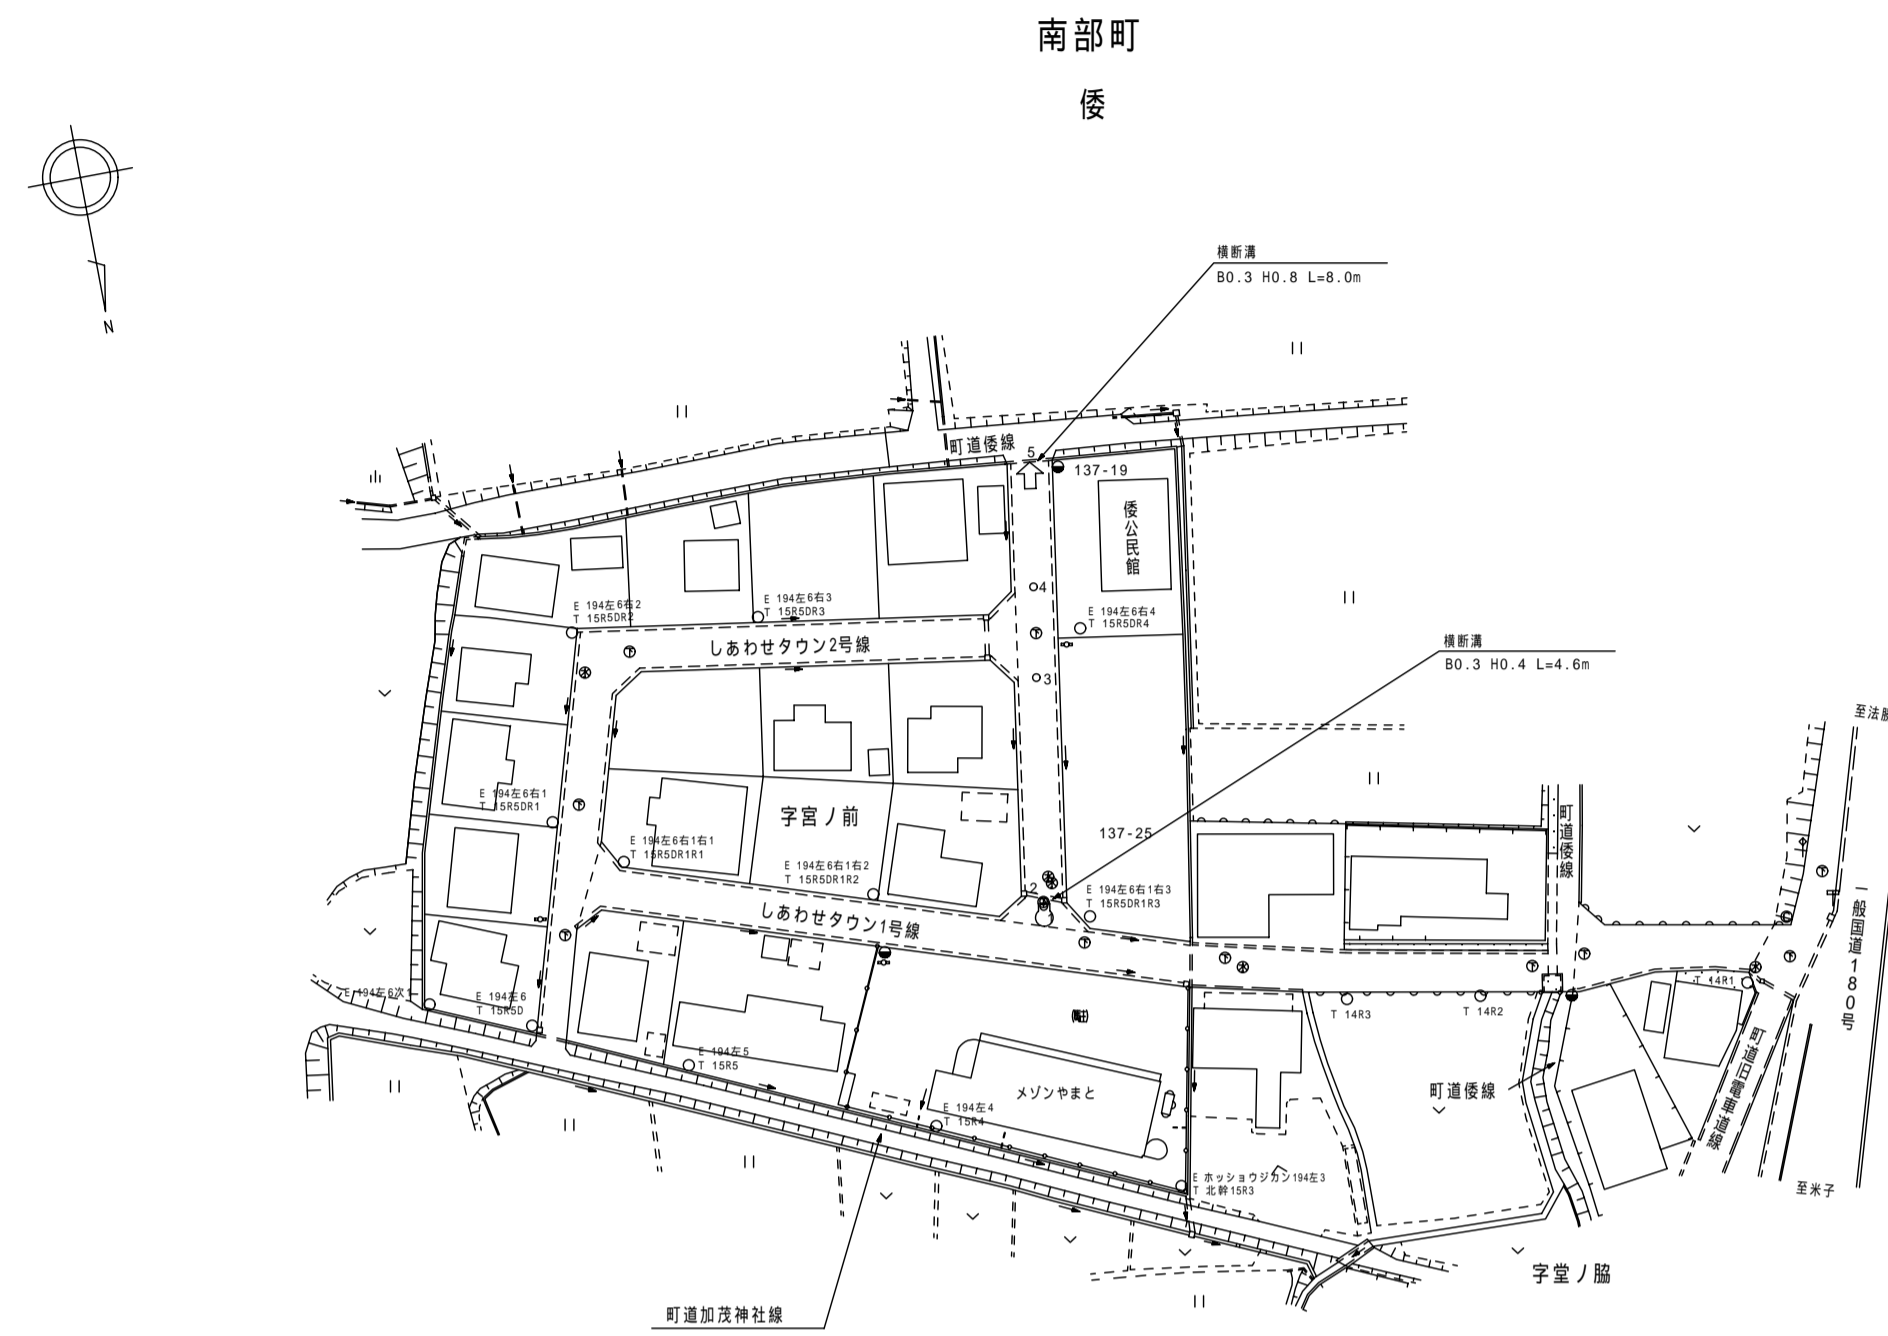 南部町
倭
N
横断溝
B0.3 H0.8 L=8.0m
町道倭線
5
137-19
倭公民館
4
E 194左6右2
T 15R5DR2
E 194左6右3
T 15R5DR3
E 194左6右4
T 15R5DR4
しあわせタウン2号線
3
横断溝
B0.3 H0.4 L=4.6m
E 194左6右1
T 15R5DR1
字宮ノ前
137-25
町道倭線
E 194左6右1右1
T 15R5DR1R1
E 194左6右1右2
T 15R5DR1R2
2
1
E 194左6右1右3
T 15R5DR1R3
しあわせタウン1号線
一般国道180号
E 194左6次1
E 194左6
T 15R5D
T 14R3
T 14R2
T 14R1
E 194左5
T 15R5
メゾンやまと
町道倭線
町道旧電車道線
E 194左4
T 15R4
E ホッショウジカン194左3
T 北幹15R3
至米子
字堂ノ脇
町道加茂神社線